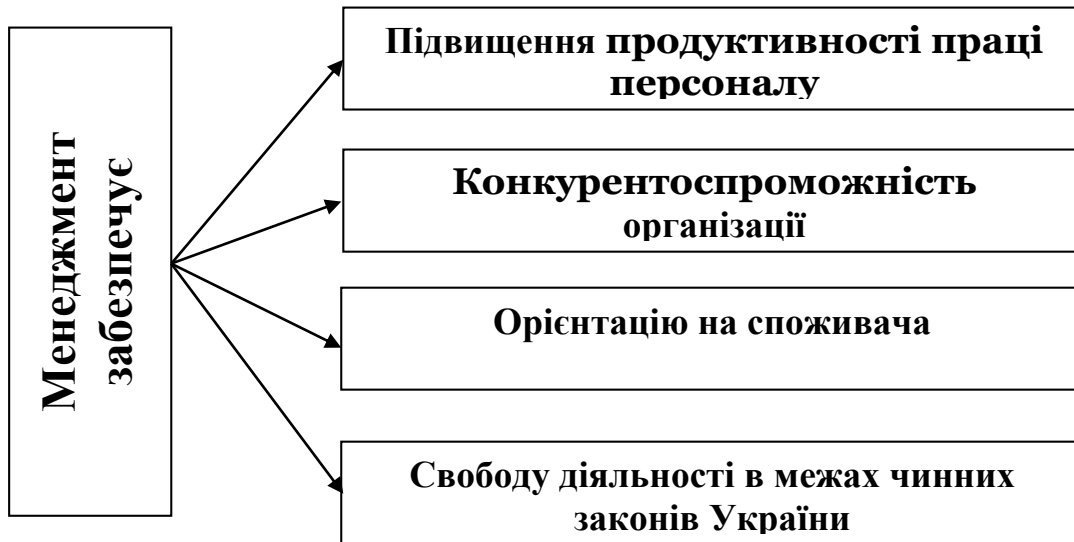 Менеджмент
забезпечує
Підвищення продуктивності праці
персоналу
Конкурентоспроможність
організації
Орієнтацію на споживача
Свободу діяльності в межах чинних
законів України